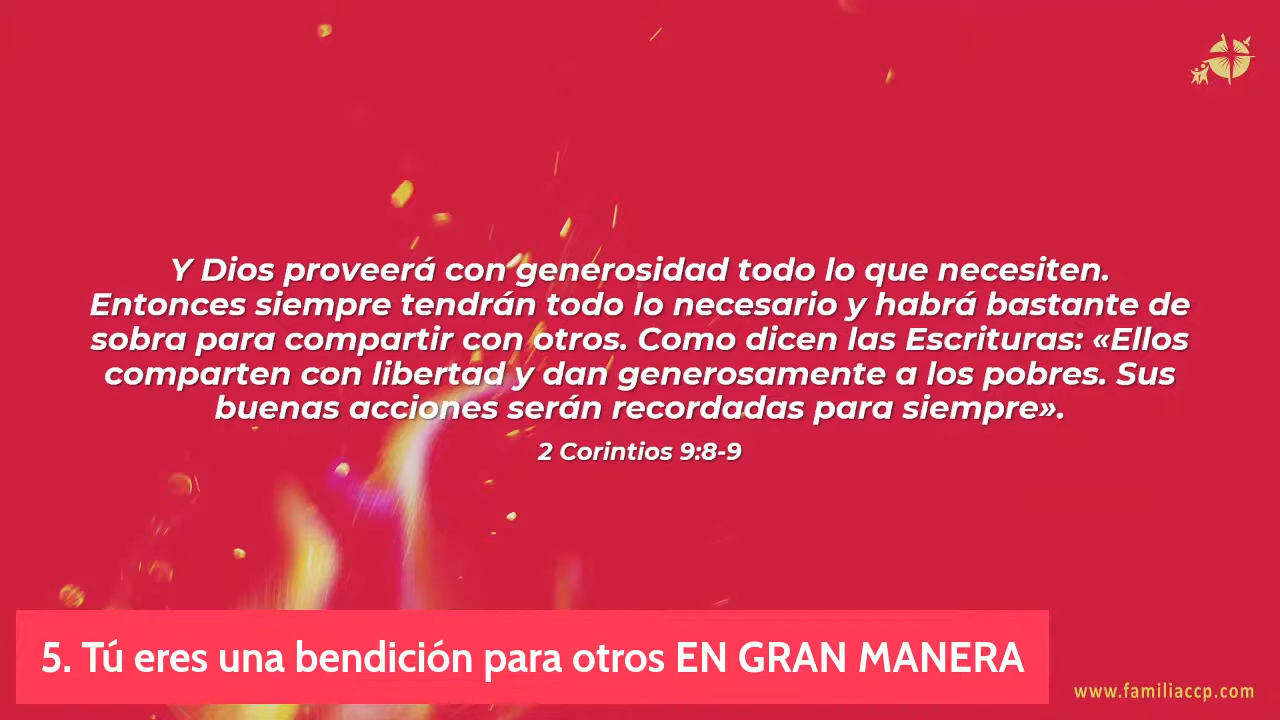 Y Dios proveerá con generosidad todo lo que necesiten.
Entonces siempre tendrán todo lo necesario y habrá bastante de
sobra para compartir con otros. Como dicen las Escrituras: «Ellos
comparten con libertad y dan generosamente a los pobres. Sus
buenas acciones serán recordadas para siempre».
2 Corintios 9:8-9
5. Tú eres una bendición para otros EN GRAN MANERA
www.familiaccp.com